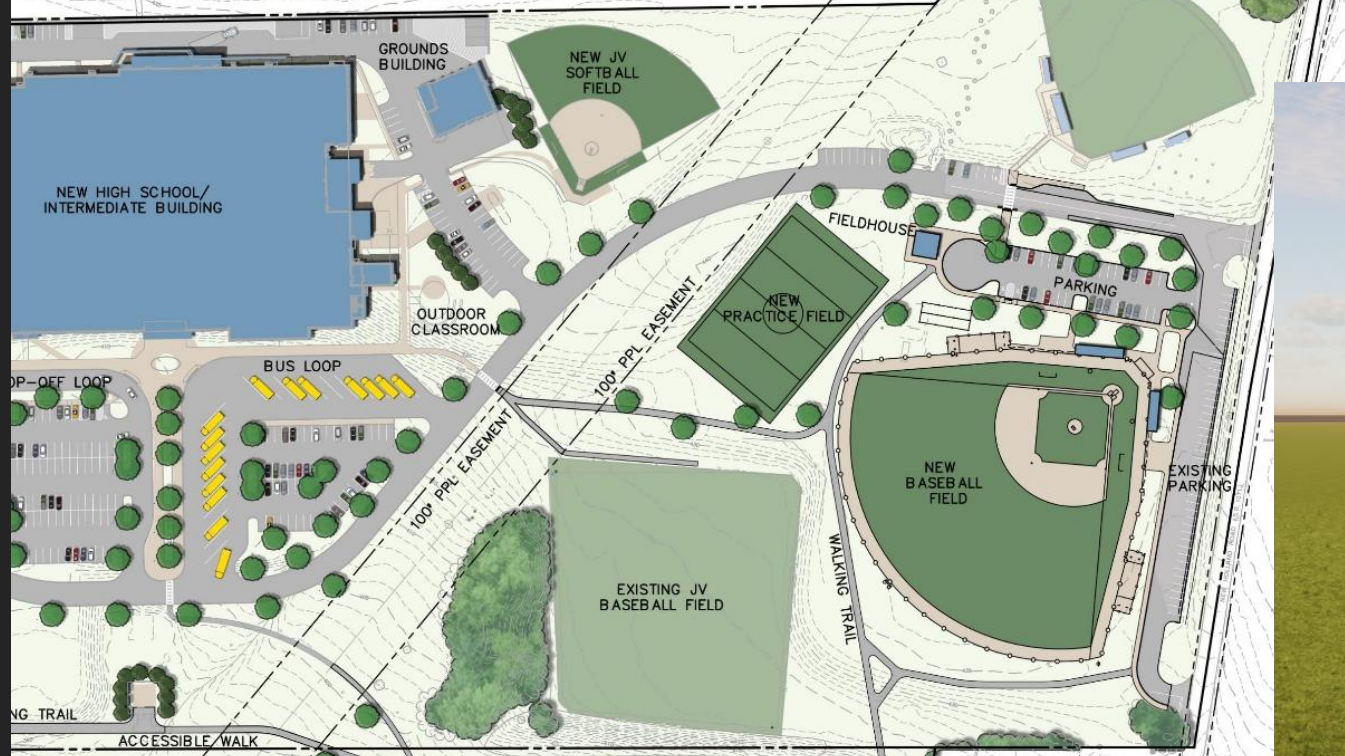 GROUNDS
BUILDING
NEW JV
SOFTBALL
FIELD
NEW HIGH SCHOOL/
INTERMEDIATE BUILDING
FIELDHOUSE
PARKING
NEW
PRACTICE FIELD
OUTDOOR
CLASSROOM
100' PPL EASEMENT
BUS LOOP
OP-OFF LOOP
100' PPL EASEMENT
NEW
BASEBALL
FIELD
EXISTING
PARKING
WALKING TRAIL
EXISTING JV
BASEBALL FIELD
NG TRAIL
ACCESSIBLE WALK